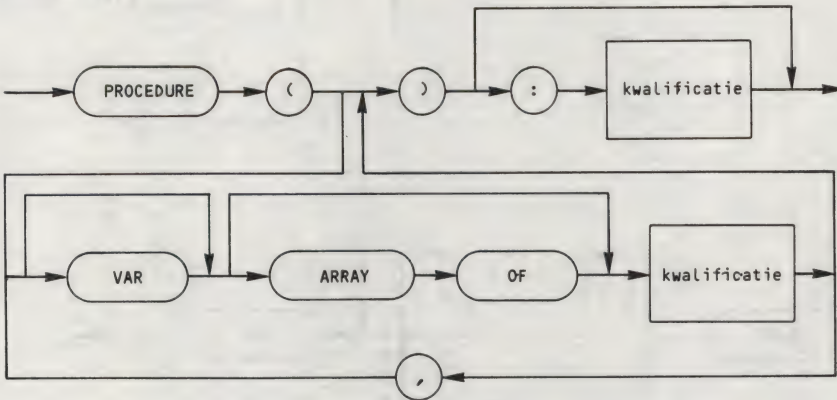 PROCEDURE ( ) : kwalificatie
VAR ARRAY OF kwalificatie
,